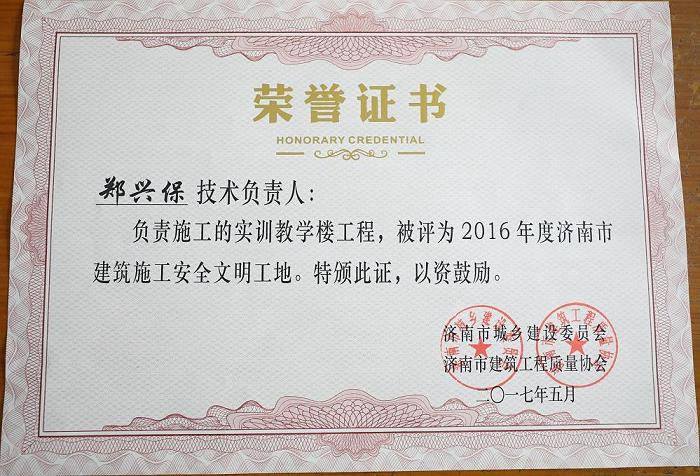 荣誉证书
HONORARY CREDENTIAL
郑兴保 技术负责人：
负责施工的实训教学楼工程，被评为 2016 年度济南市
建筑施工安全文明工地。特颁此证，以资鼓励。
济南市城乡建设委员会
济南市建筑工程质量协会
二〇一七年五月